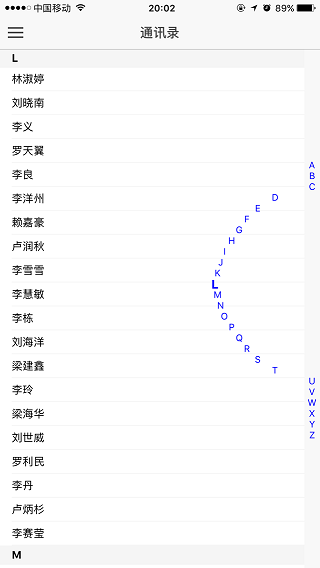 中国移动 20:02 89%
通讯录
L
林淑婷
刘晓南
李义
罗天翼
李良
李洋州
赖嘉豪
卢润秋
李雪雪
李慧敏
李栋
刘海洋
梁建鑫
李玲
梁海华
刘世威
罗利民
李丹
卢炳杉
李赛莹
M
A
B
C
D
E
F
G
H
I
J
K
L
M
N
O
P
Q
R
S
T
U
V
W
X
Y
Z